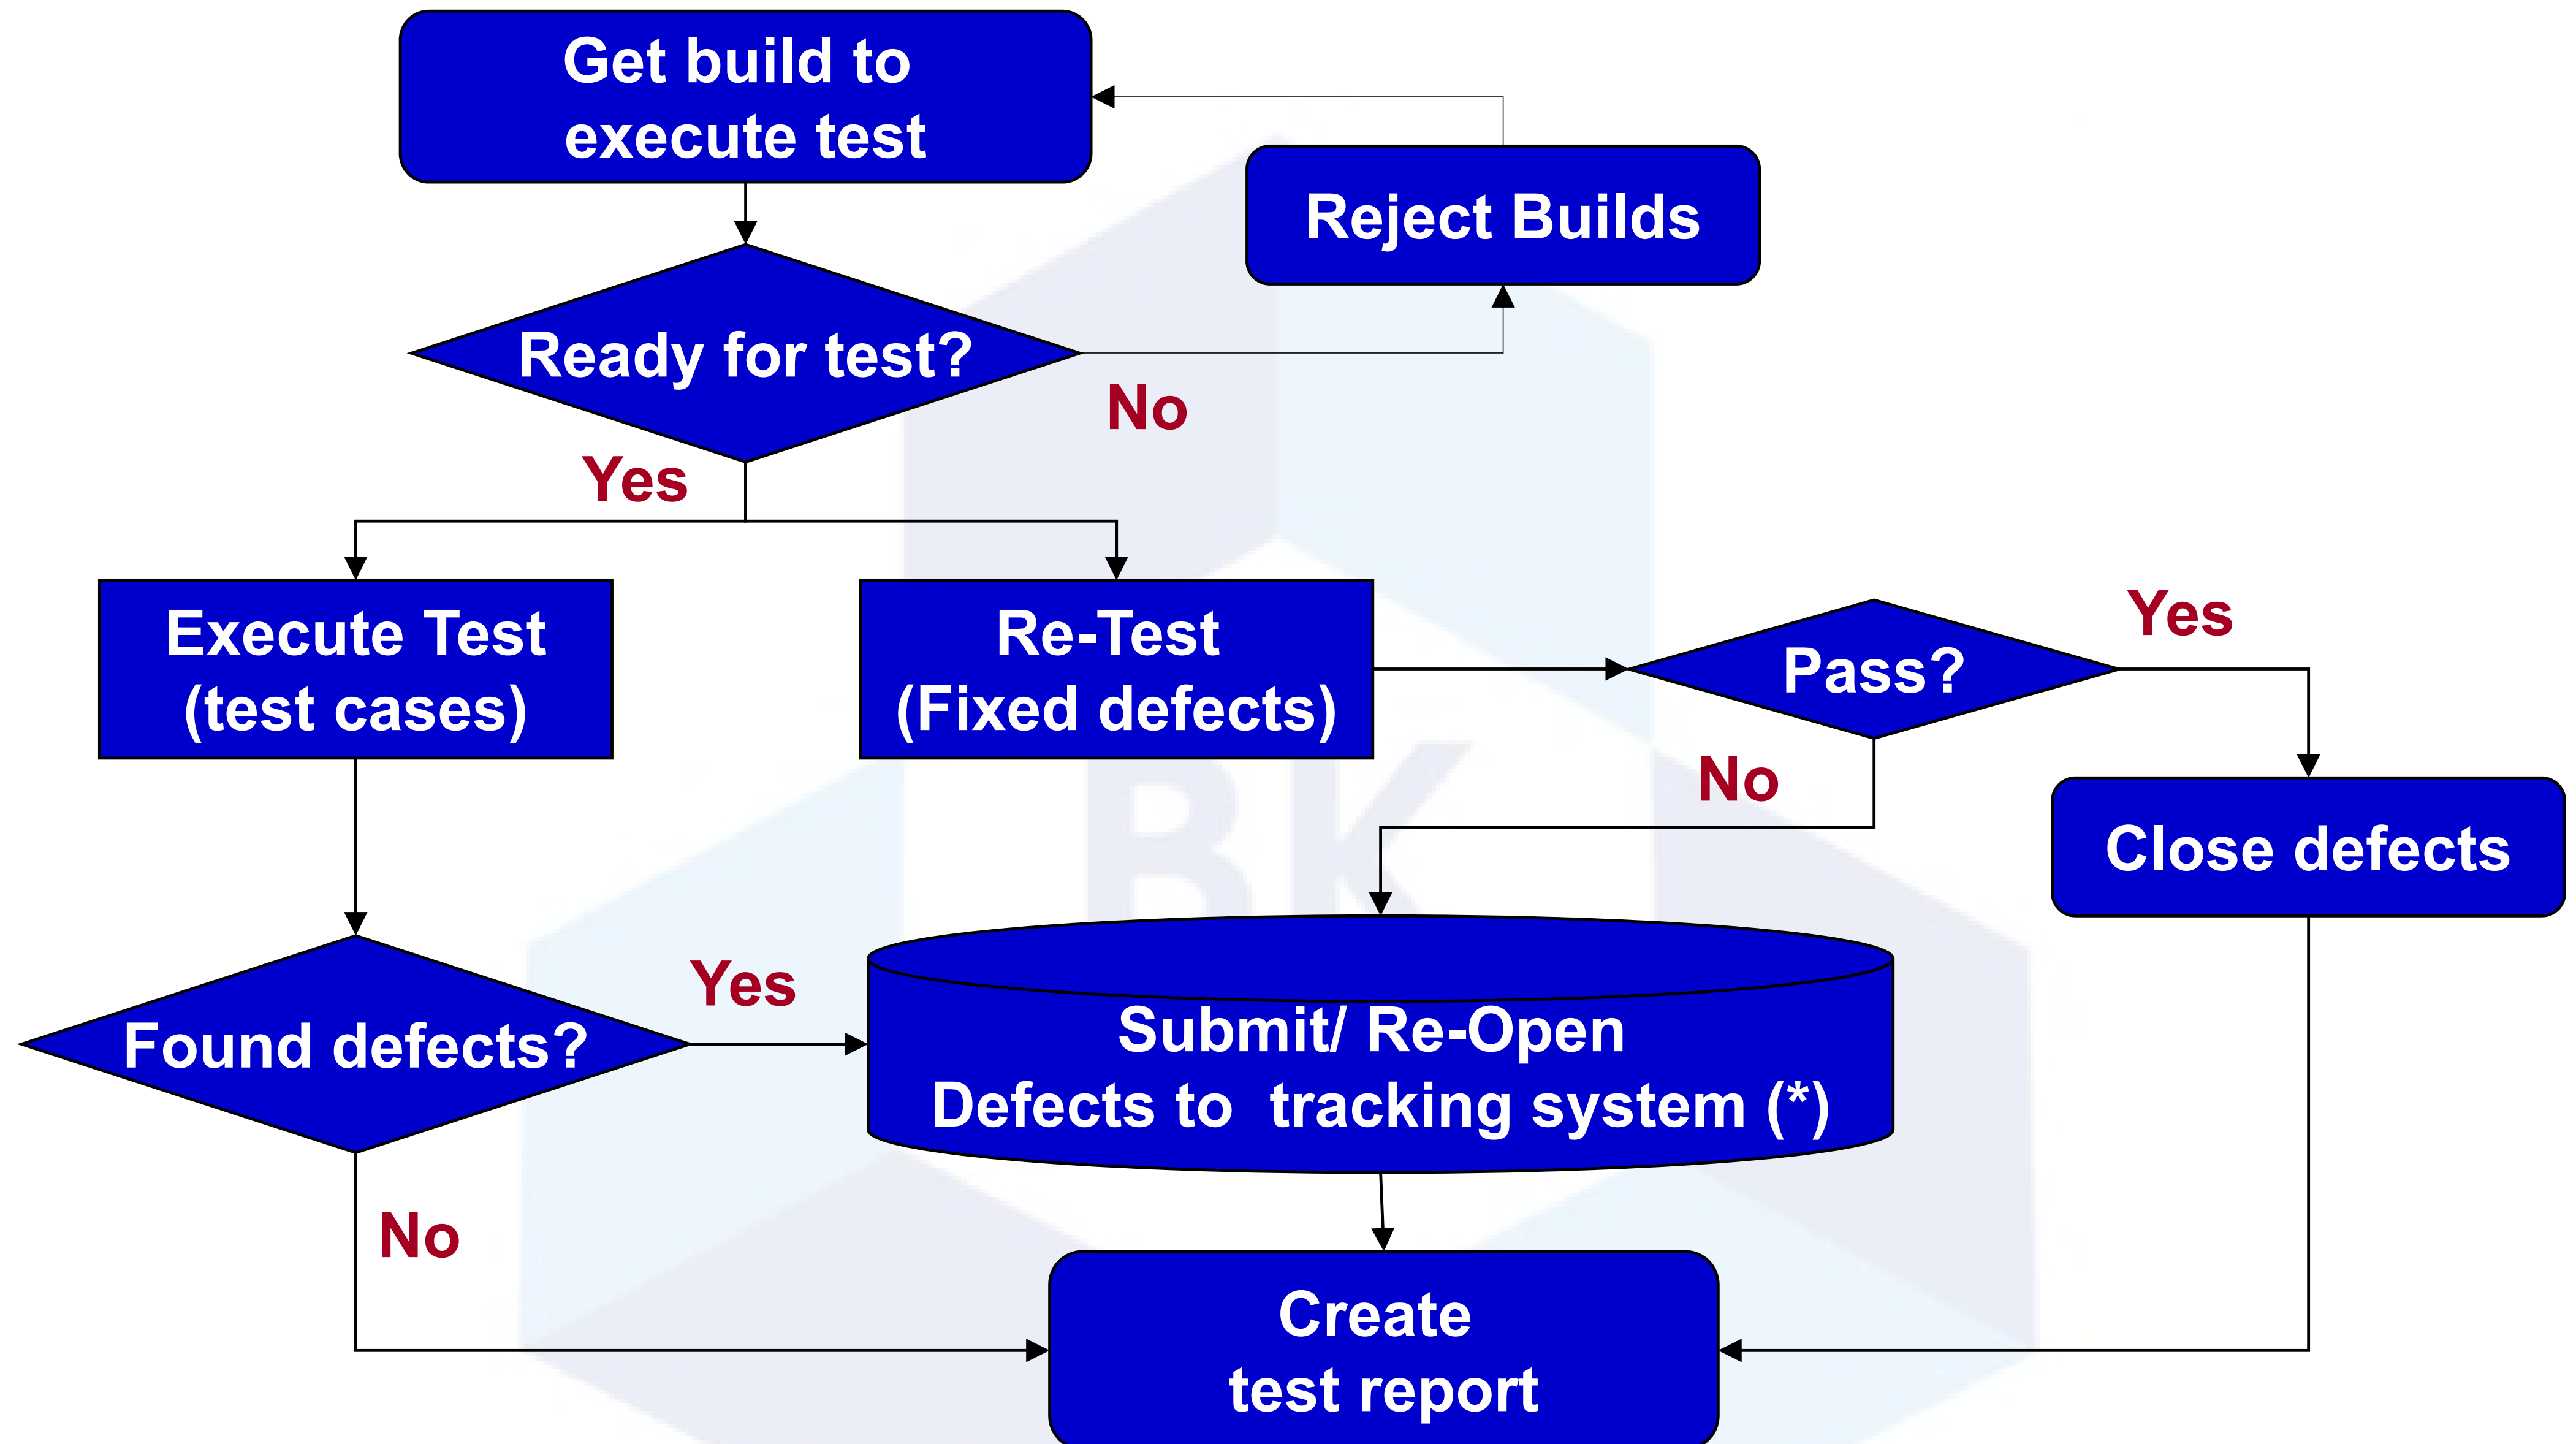 Get build to
execute test
Reject Builds
Ready for test?
No
Yes
Execute Test
(test cases)
Re-Test
(Fixed defects)
Pass?
Yes
No
Close defects
Found defects?
Yes
Submit/ Re-Open
Defects to  tracking system (*)
No
Create
test report
BK